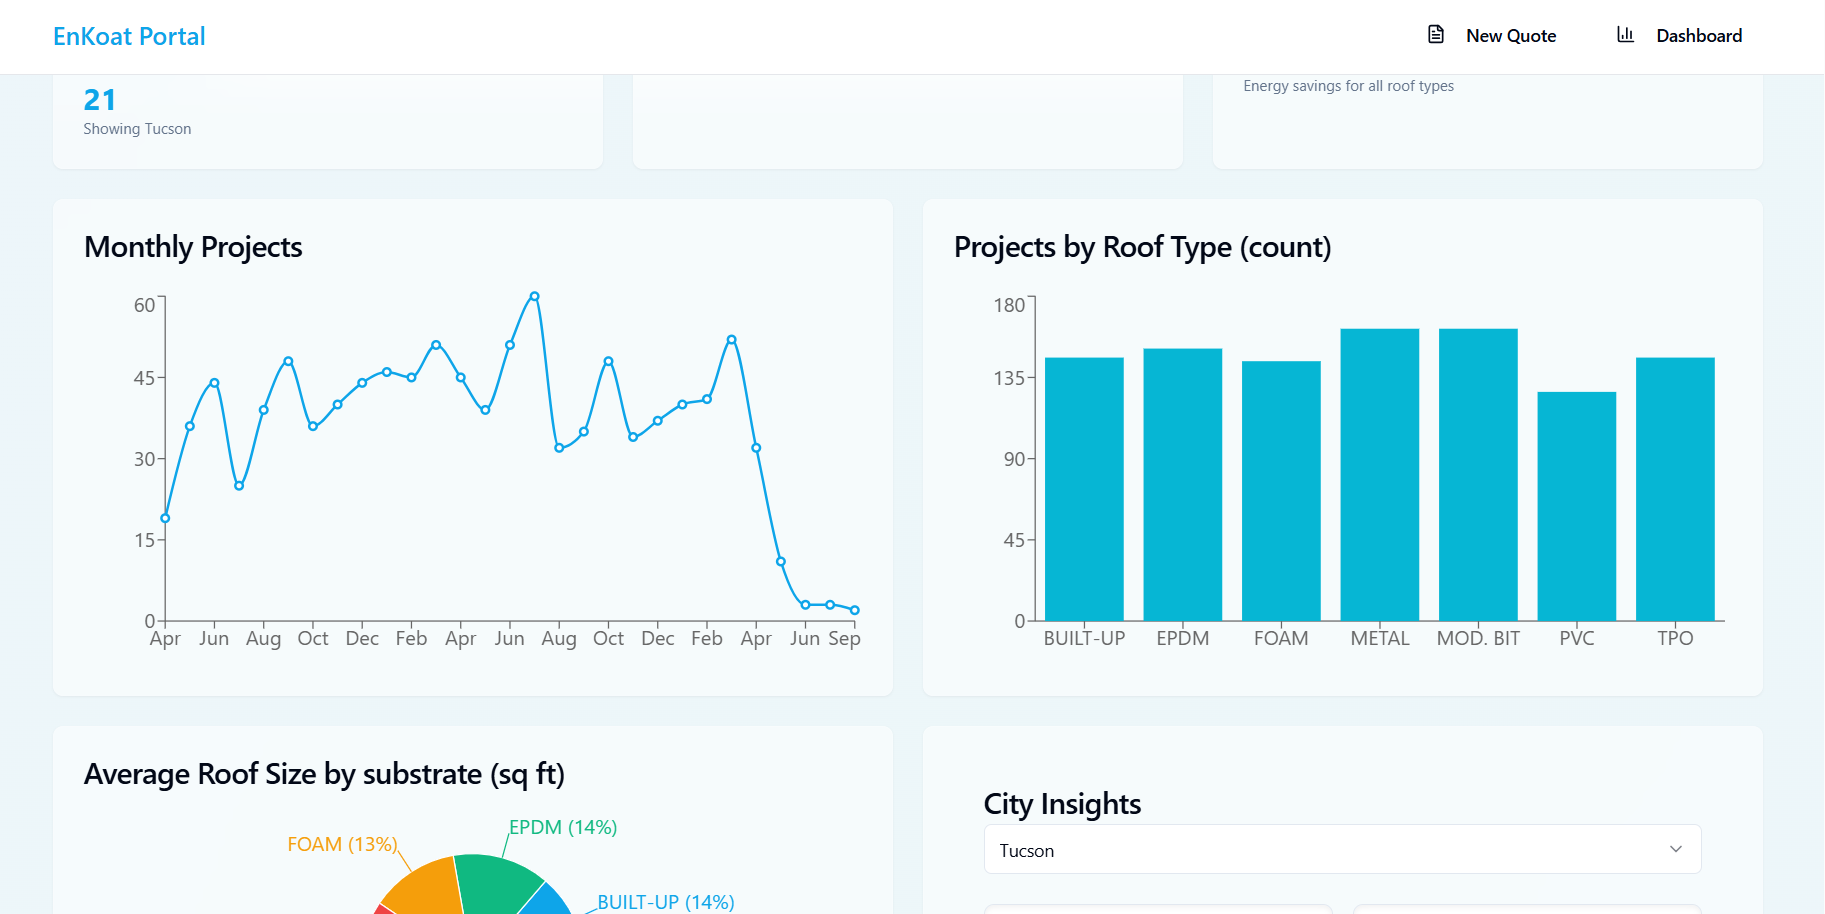 EnKoat Portal
New Quote
Dashboard
21
Showing Tucson
Energy savings for all roof types
Monthly Projects
60
45
30
15
0
Apr Jun Aug Oct Dec Feb Apr Jun Aug Oct Dec Feb Apr Jun Sep
Projects by Roof Type (count)
180
135
90
45
0
BUILT-UP EPDM FOAM METAL MOD. BIT PVC TPO
Average Roof Size by substrate (sq ft)
EPDM (14%)
FOAM (13%)
BUILT-UP (14%)
City Insights
Tucson